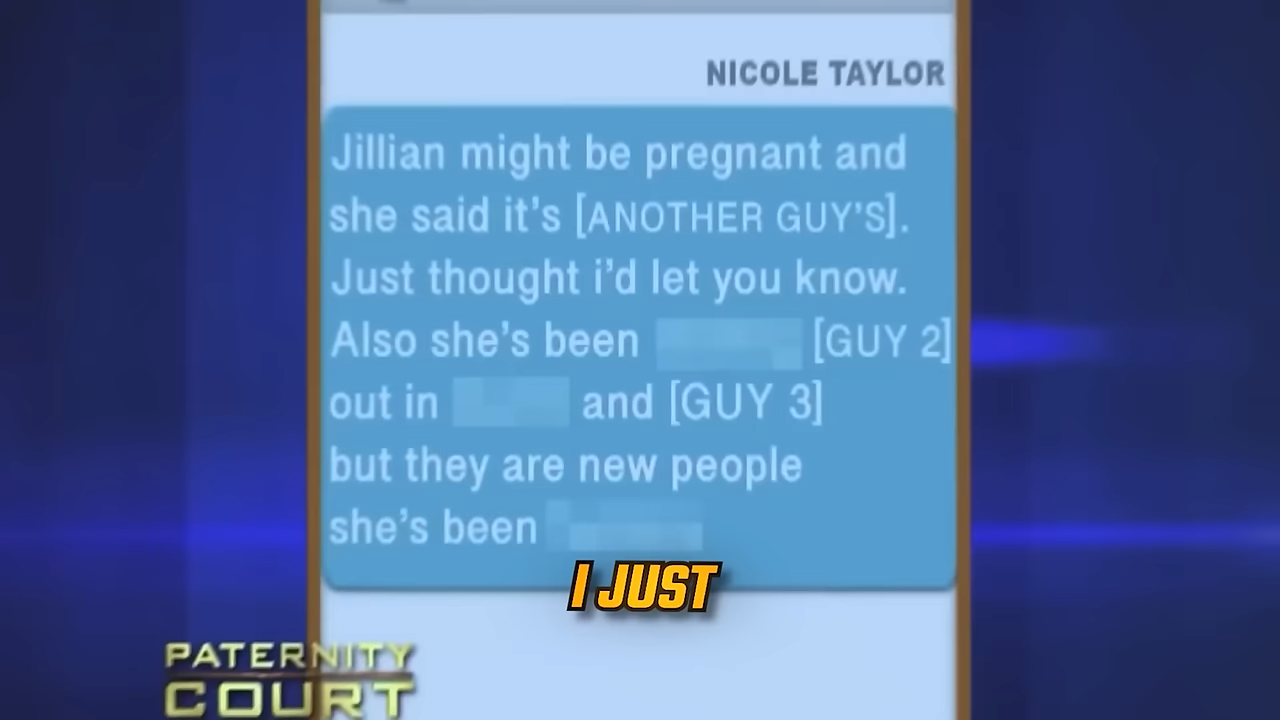 NICOLE TAYLOR
Jillian might be pregnant and
she said it's [ANOTHER GUY'S].
Just thought i'd let you know.
Also she's been [GUY 2]
out in and [GUY 3]
but they are new people
she's been
I JUST
PATERNITY
COURT